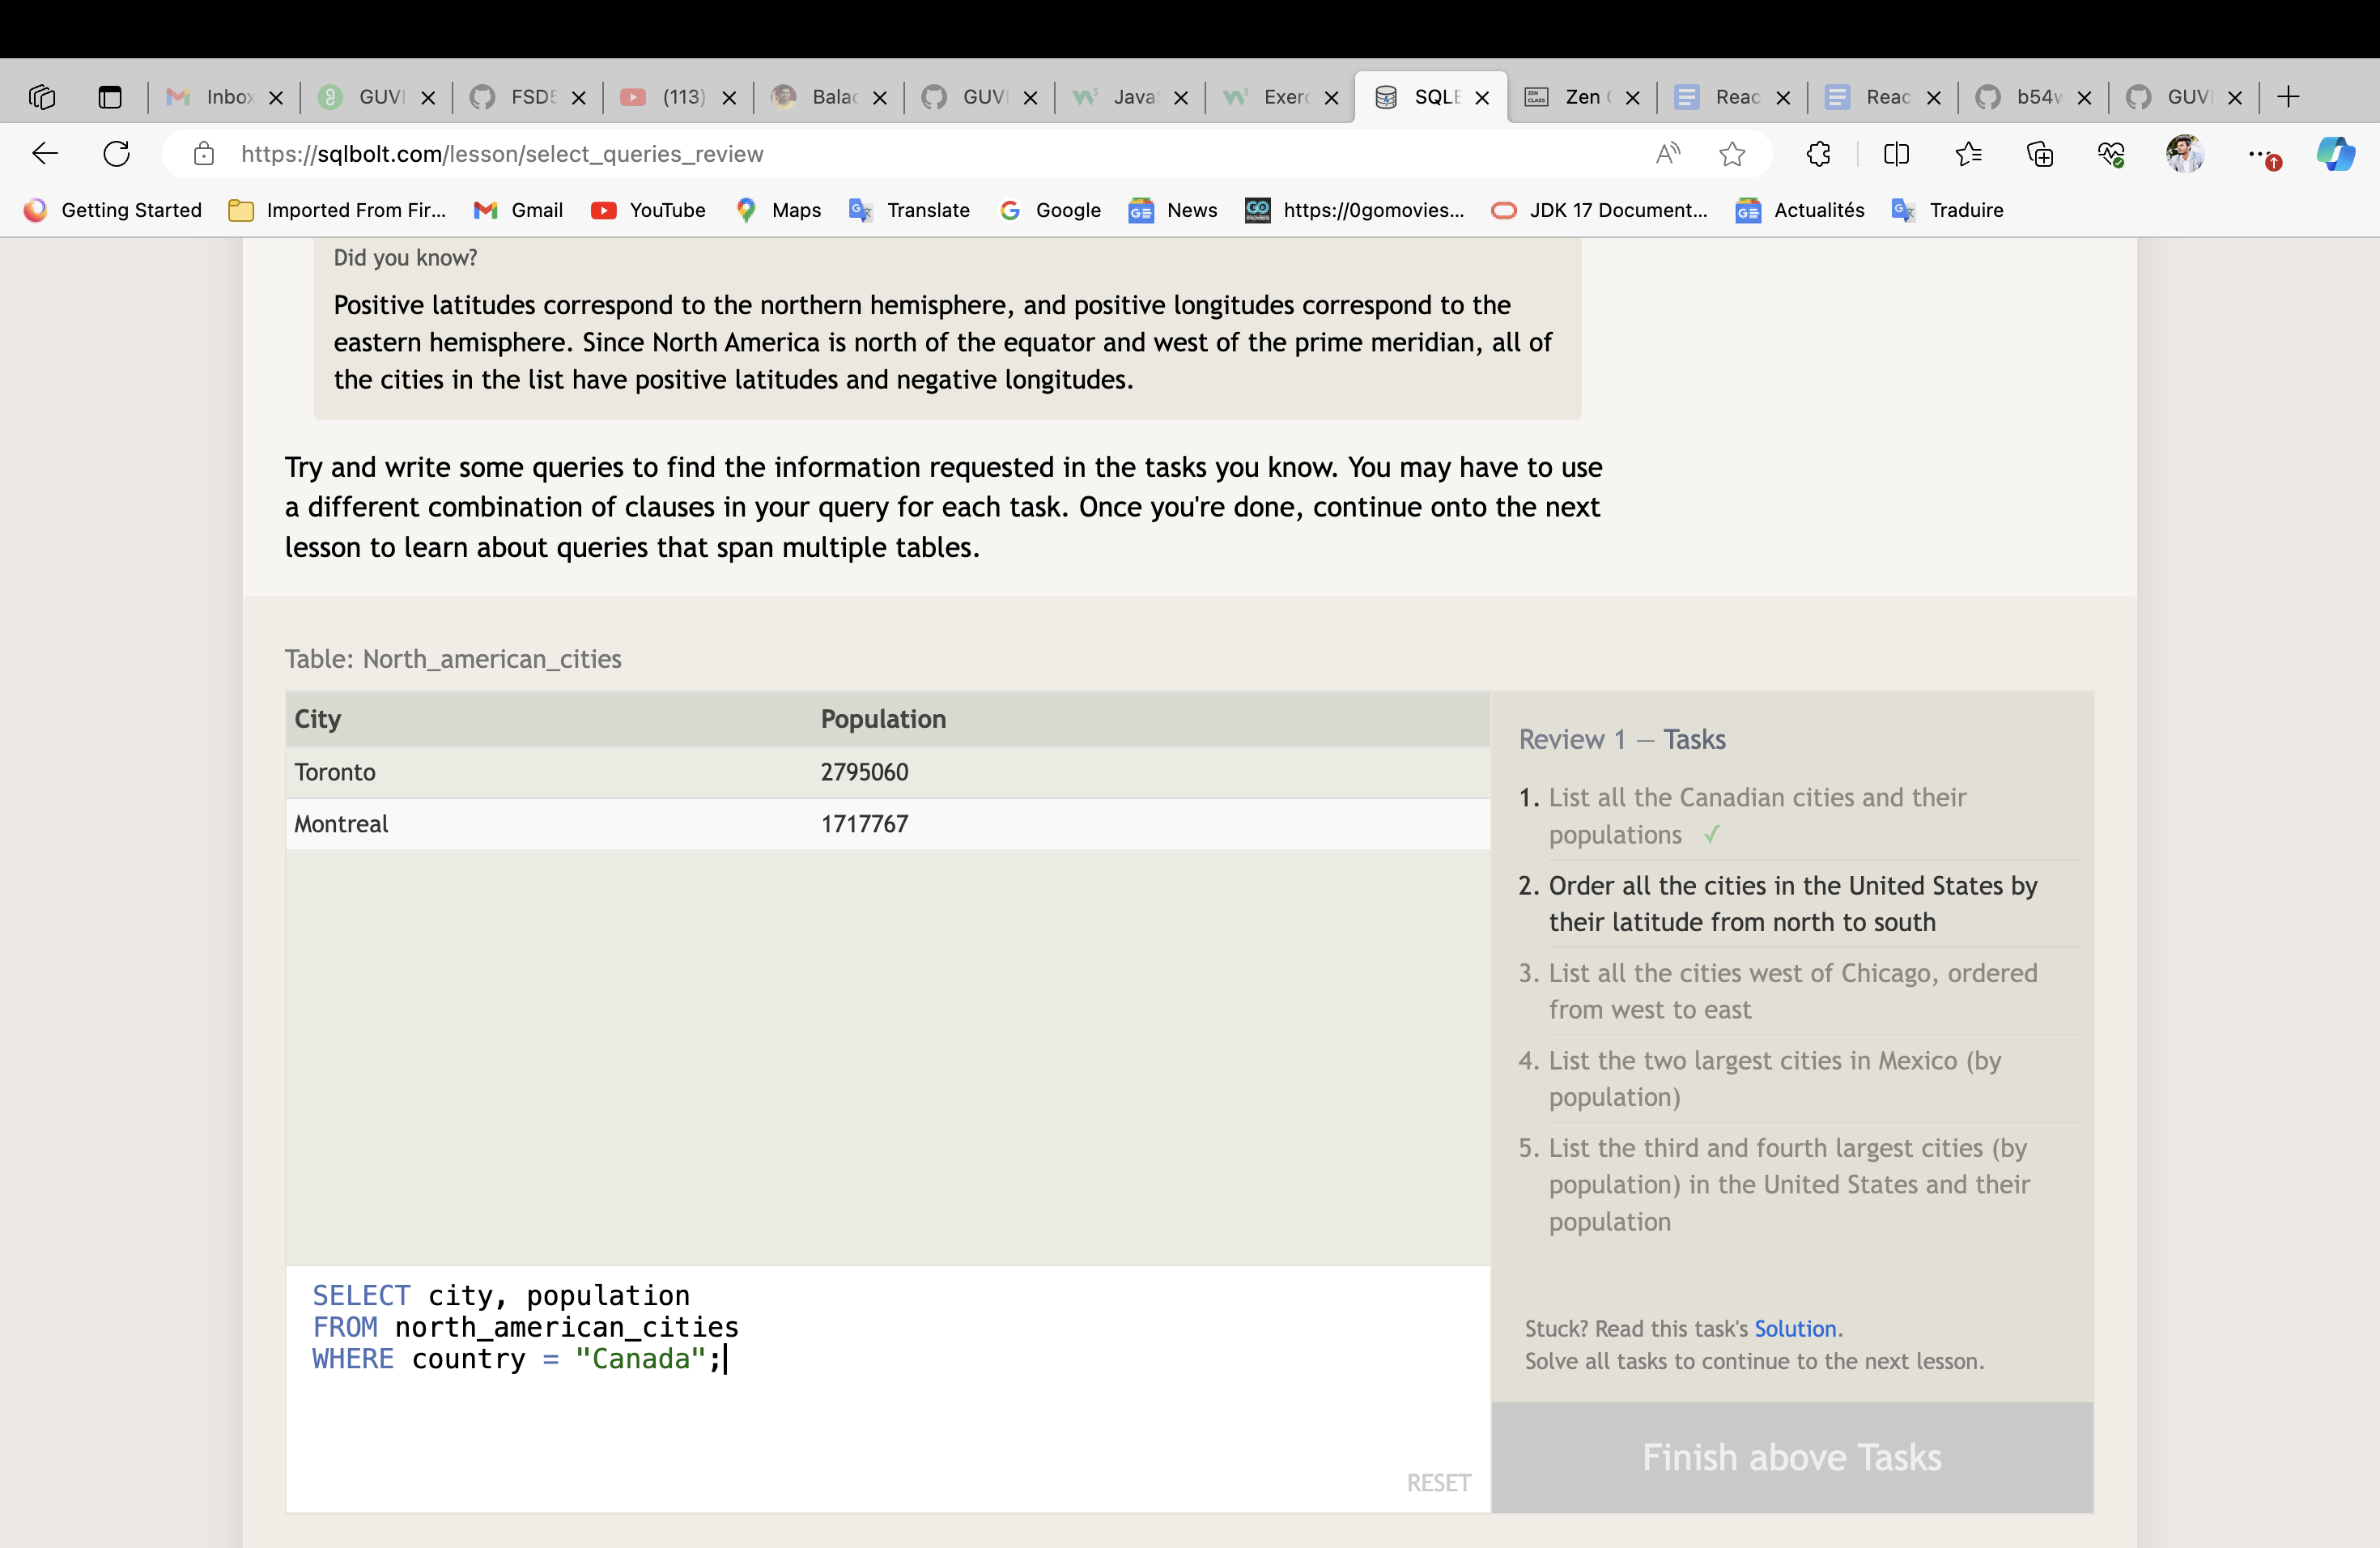 Inbox
GUVI
FSD5
(113)
Balac
GUVI
Java
Exerc
SQLB
Zen
Reac
Reac
b54w
GUVI
https://sqlbolt.com/lesson/select_queries_review
Getting Started
Imported From Fir...
Gmail
YouTube
Maps
Translate
Google
News
https://0gomovies...
JDK 17 Document...
Actualités
Traduire
Did you know?
Positive latitudes correspond to the northern hemisphere, and positive longitudes correspond to the
eastern hemisphere. Since North America is north of the equator and west of the prime meridian, all of
the cities in the list have positive latitudes and negative longitudes.
Try and write some queries to find the information requested in the tasks you know. You may have to use
a different combination of clauses in your query for each task. Once you're done, continue onto the next
lesson to learn about queries that span multiple tables.
Table: North_american_cities
City Population
Toronto 2795060
Montreal 1717767
SELECT city, population
FROM north_american_cities
WHERE country = "Canada";
RESET
Review 1 — Tasks
1. List all the Canadian cities and their
populations ✓
2. Order all the cities in the United States by
their latitude from north to south
3. List all the cities west of Chicago, ordered
from west to east
4. List the two largest cities in Mexico (by
population)
5. List the third and fourth largest cities (by
population) in the United States and their
population
Stuck? Read this task's Solution.
Solve all tasks to continue to the next lesson.
Finish above Tasks